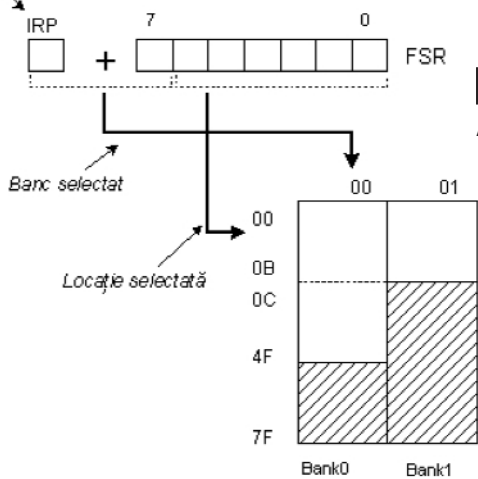 IRP 7 0
+ FSR
Banc selectat
00 01
00
Locație selectată
0B
0C
4F
7F
Bank0 Bank1